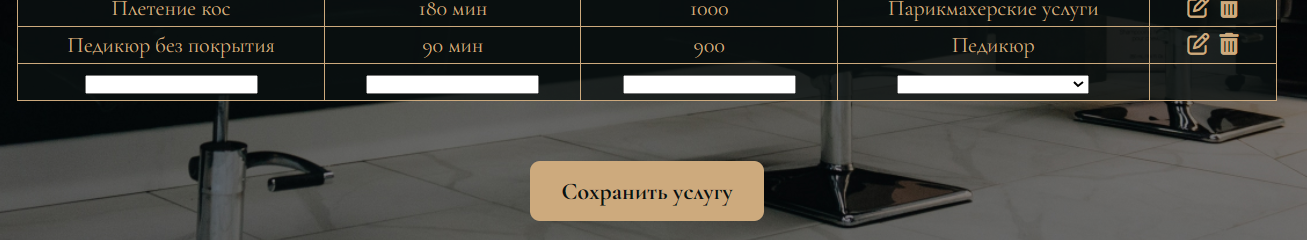 Плетение кос 180 мин 1000 Парикмахерские услуги
Педикюр без покрытия 90 мин 900 Педикюр
Сохранить услугу